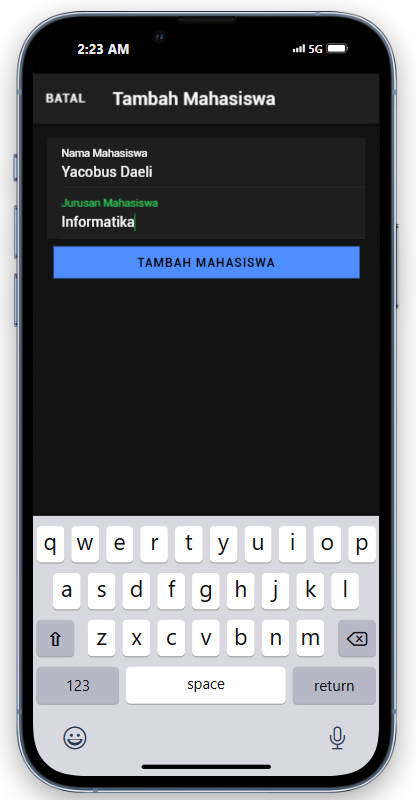 2:23 AM 5G
BATAL Tambah Mahasiswa
Nama Mahasiswa
Yacobus Daeli
Jurusan Mahasiswa
Informatika
TAMBAH MAHASISWA
q w e r t y u i o p
a s d f g h j k l
z x c v b n m
123 space return